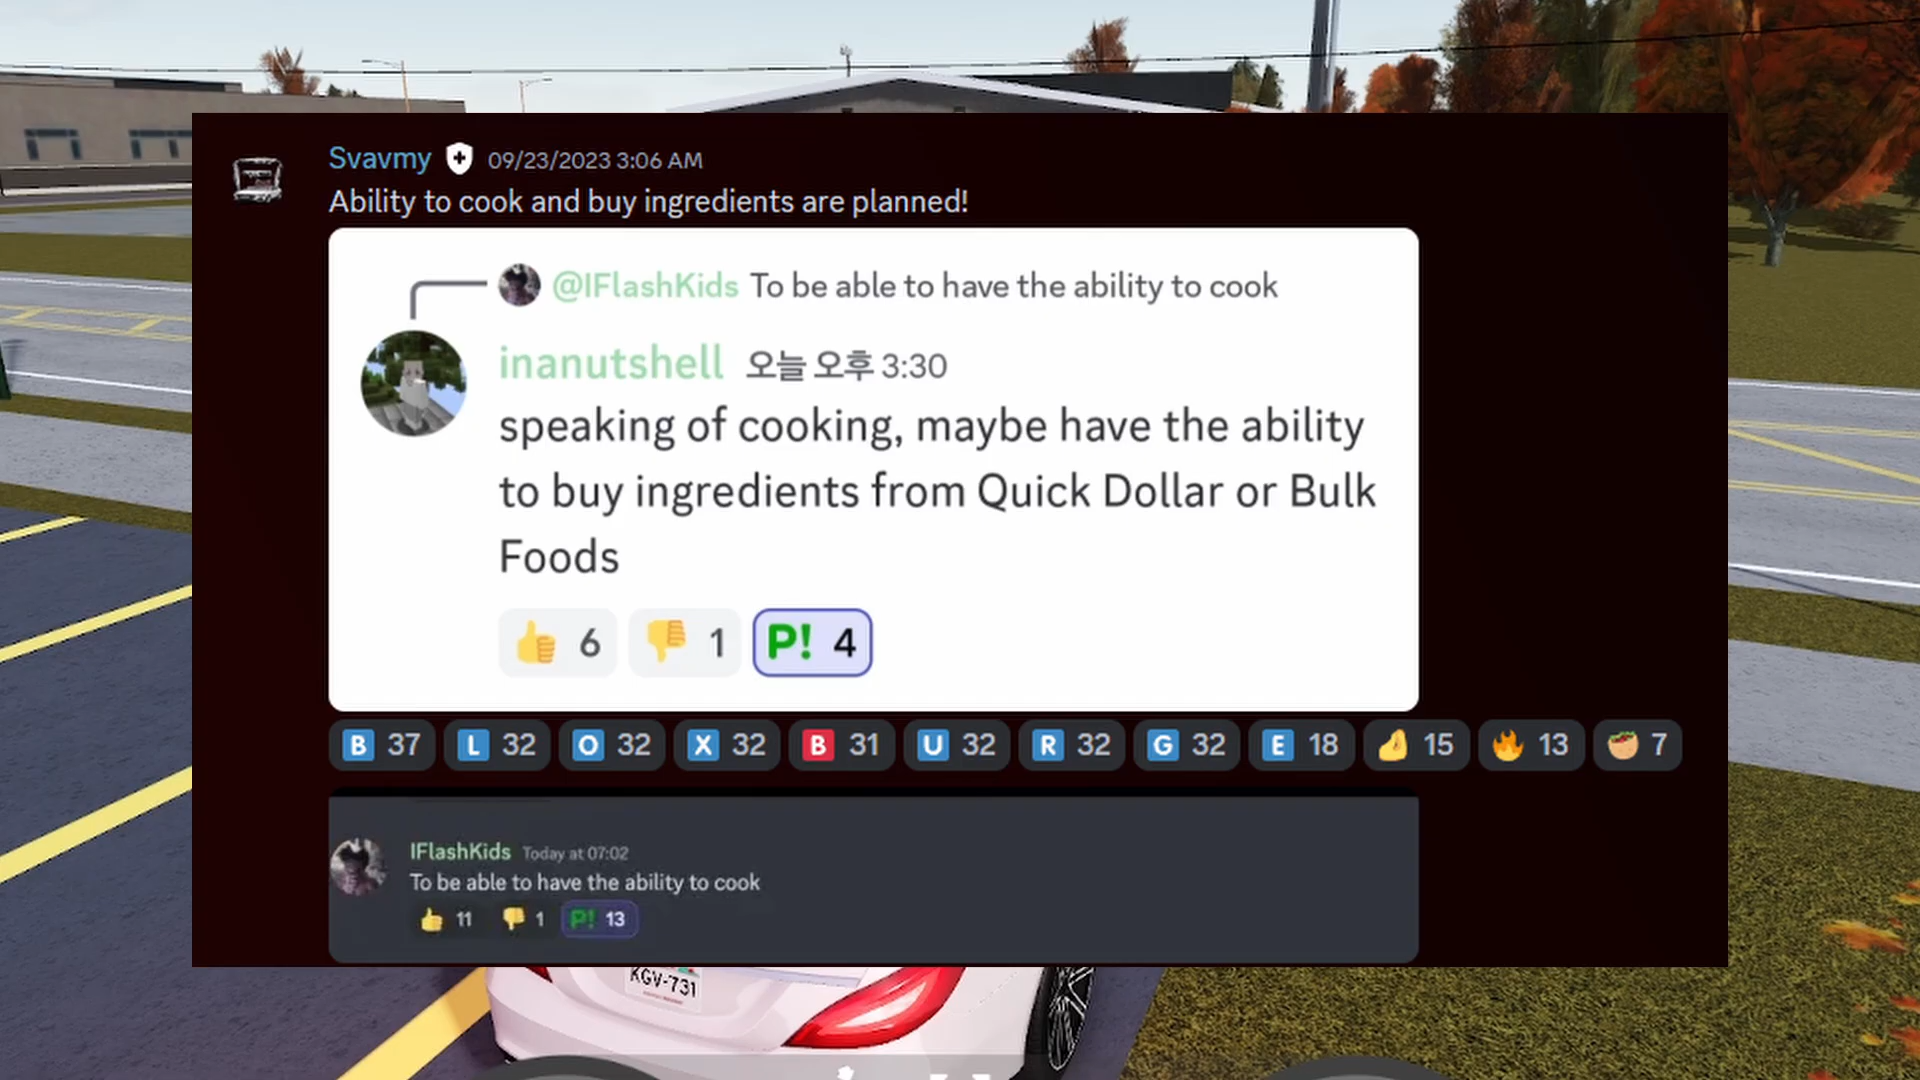 Svavmy 09/23/2023 3:06 AM
Ability to cook and buy ingredients are planned!
@IFlashKids To be able to have the ability to cook
inanutshell 오늘 오후 3:30
speaking of cooking, maybe have the ability
to buy ingredients from Quick Dollar or Bulk
Foods
6 1 P! 4
B 37 L 32 O 32 X 32 B 31 U 32 R 32 G 32 E 18 15 13 7
IFlashKids Today at 07:02
To be able to have the ability to cook
11 1 P! 13
KGV-731